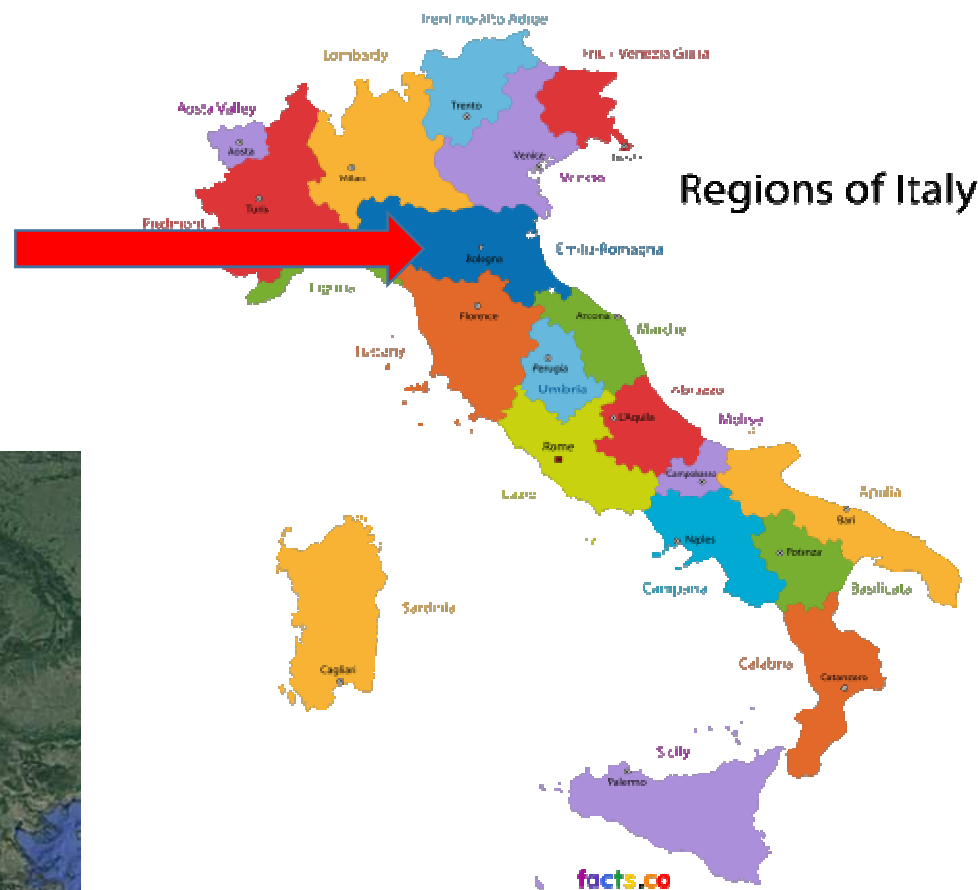 Trentino-Alto Adige
Lombardy
Friuli-Venezia Giulia
Aosta Valley
Trento
Aosta
Venice
Milan
Veneto
Regions of Italy
Turin
Piedmont
Emilia-Romagna
Bologna
Liguria
Florence
Ancona
Marche
Tuscany
Perugia
Umbria
Abruzzo
L'Aquila
Molise
Rome
Campobasso
Lazio
Apulia
Bari
Naples
Potenza
Campania
Basilicata
Sardinia
Calabria
Cagliari
Catanzaro
Sicily
Palermo
facts.co